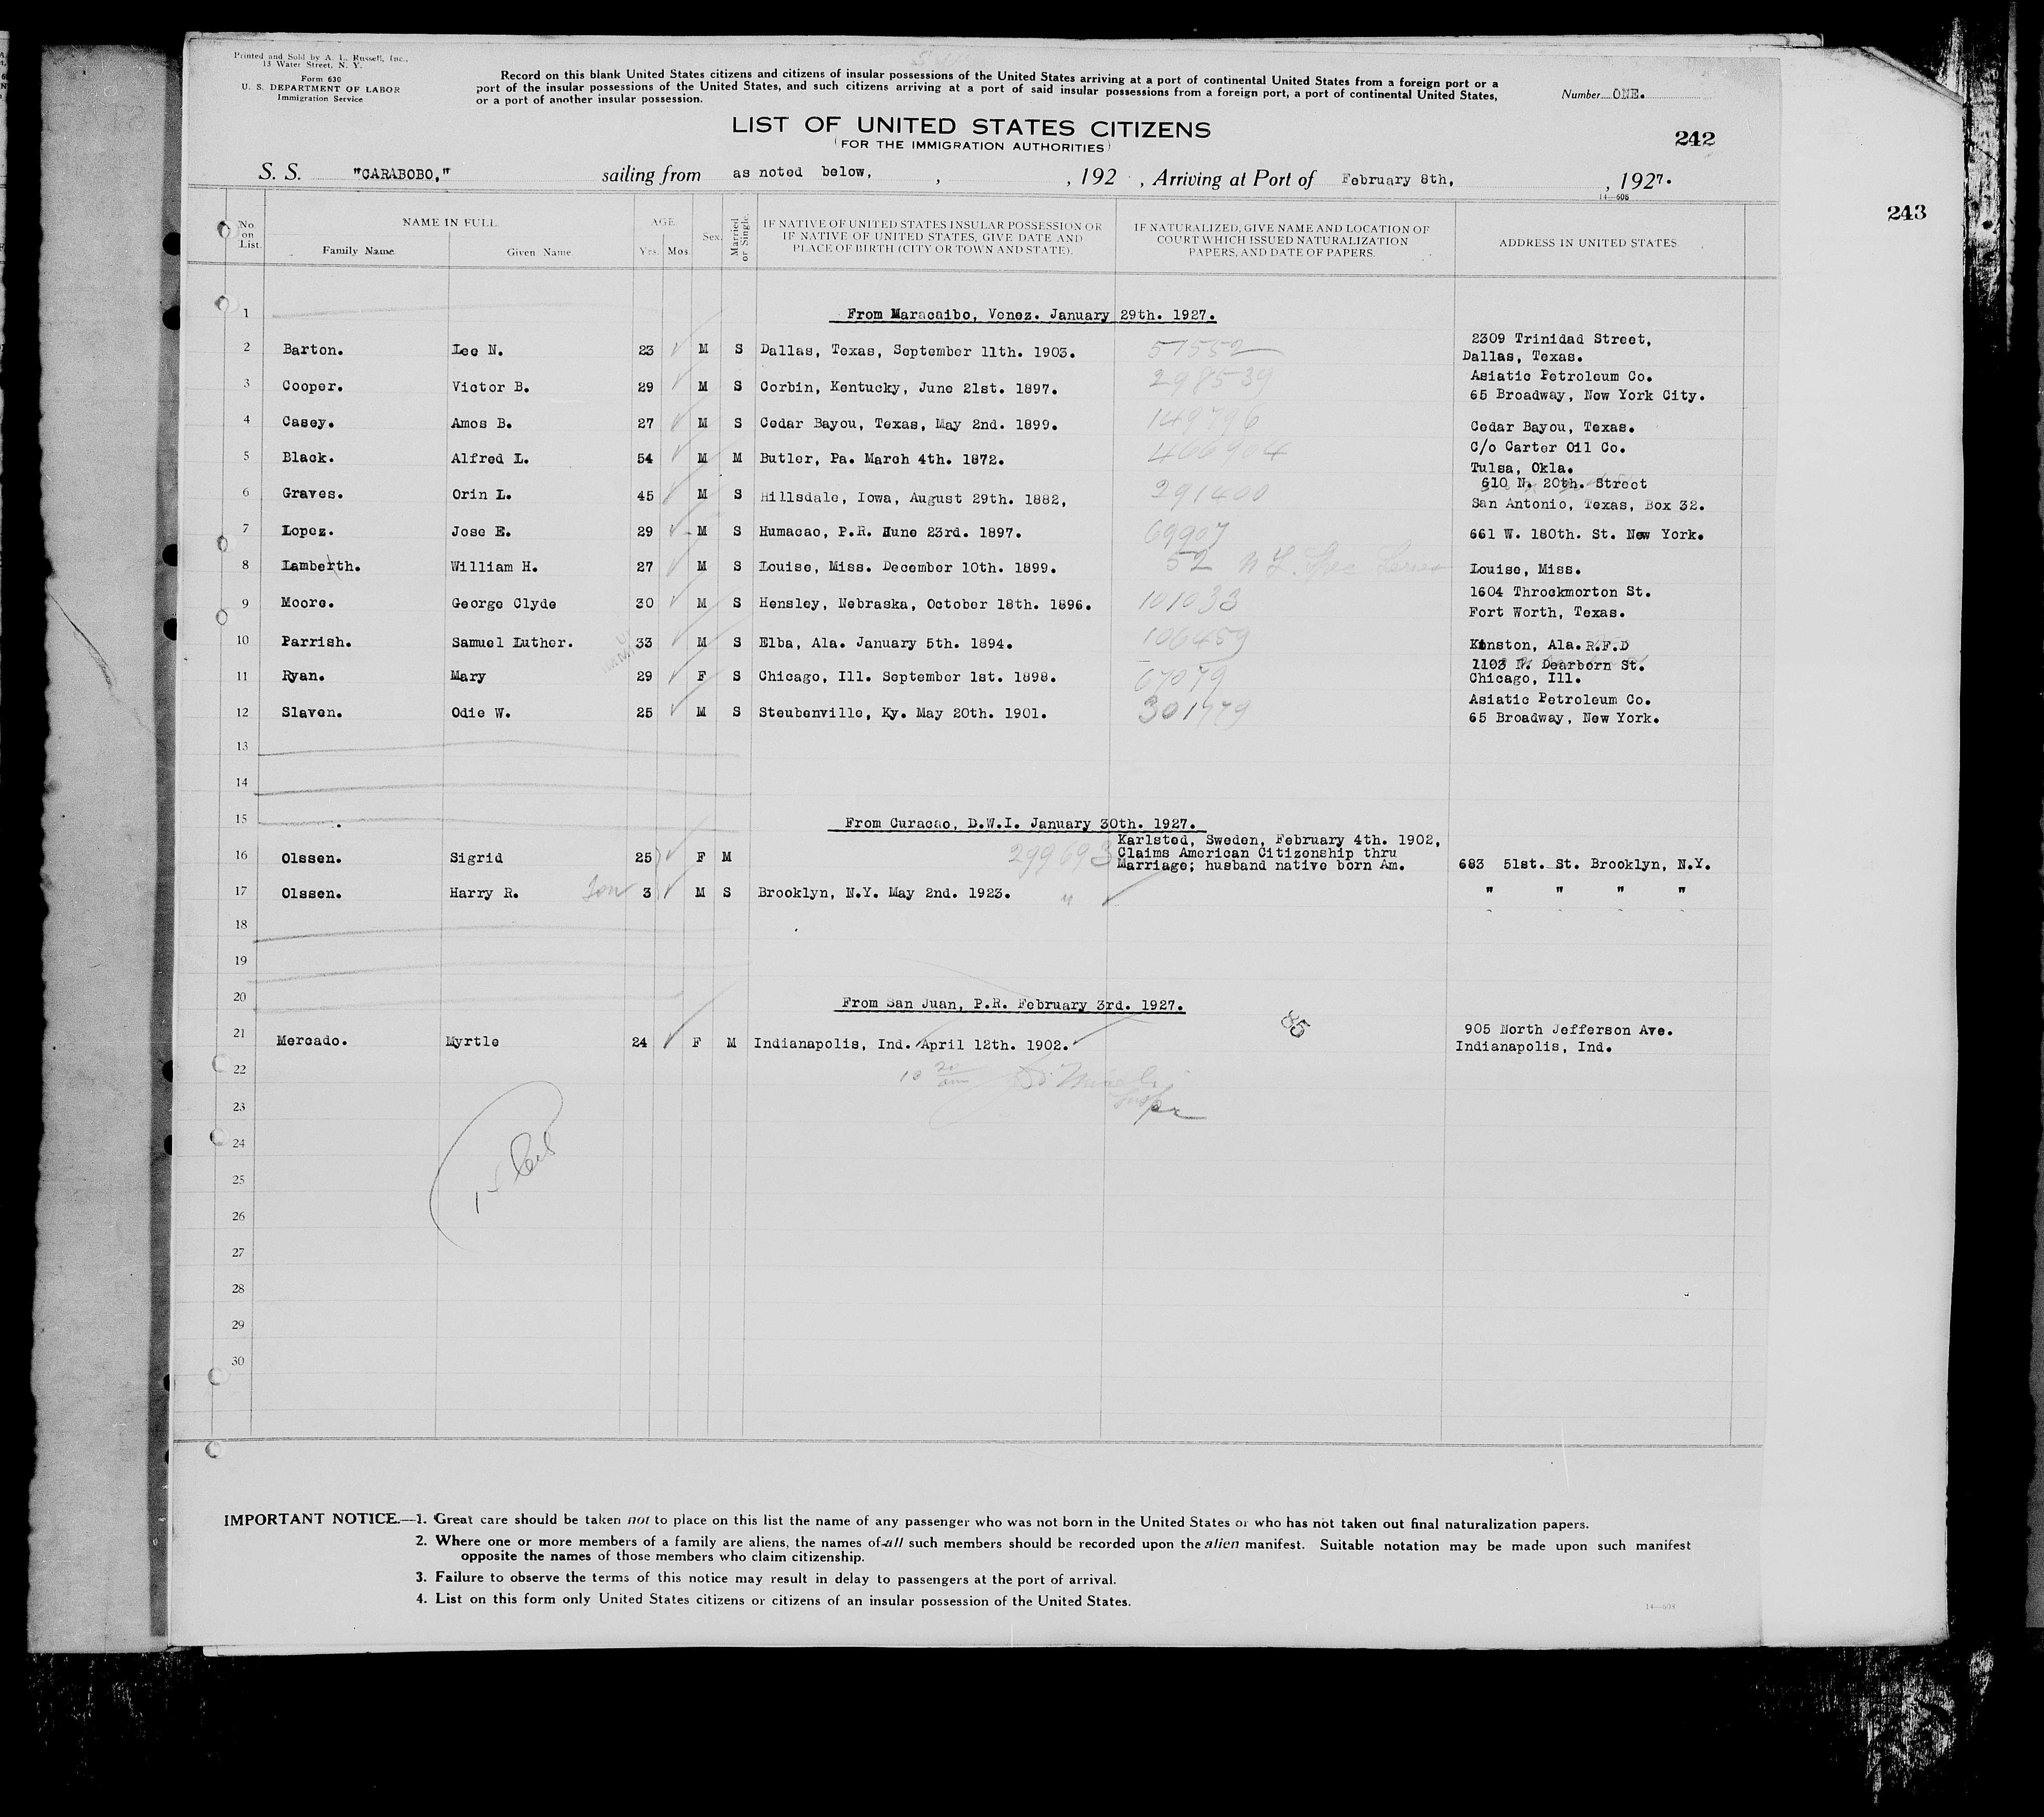 Printed and Sold by A. L. Russell, Inc.,
13 Water Street, N. Y.
Form 630
U. S. DEPARTMENT OF LABOR
Immigration Service
Record on this blank United States citizens and citizens of insular possessions of the United States arriving at a port of continental United States from a foreign port or a
port of the insular possessions of the United States, and such citizens arriving at a port of said insular possessions from a foreign port, a port of continental United States,
or a port of another insular possession.
Number ONE.
LIST OF UNITED STATES CITIZENS
(FOR THE IMMIGRATION AUTHORITIES)
242
243
S. S. "CARABOBO," sailing from as noted below, , , 192 , Arriving at Port of February 8th, , 1927.
14—608
No on List. NAME IN FULL Family Name Given Name AGE Yrs. Mos. Sex. Married or Single. IF NATIVE OF UNITED STATES INSULAR POSSESSION OR IF NATIVE OF UNITED STATES, GIVE DATE AND PLACE OF BIRTH (CITY OR TOWN AND STATE). IF NATURALIZED, GIVE NAME AND LOCATION OF COURT WHICH ISSUED NATURALIZATION PAPERS, AND DATE OF PAPERS. ADDRESS IN UNITED STATES
1 From Maracaibo, Venez. January 29th. 1927.
2 Barton. Lee N. 23 M S Dallas, Texas, September 11th. 1903. 57552 2309 Trinidad Street,
Dallas, Texas.
3 Cooper. Victor B. 29 M S Corbin, Kentucky, June 21st. 1897. 298539 Asiatic Petroleum Co.
65 Broadway, New York City.
4 Casey. Amos B. 27 M S Cedar Bayou, Texas, May 2nd. 1899. 149796 Cedar Bayou, Texas.
5 Black. Alfred L. 54 M M Butler, Pa. March 4th. 1872. 466904 C/o Carter Oil Co.
Tulsa, Okla.
6 Graves. Orin L. 45 M S Hillsdale, Iowa, August 29th. 1882, 291400 610 N. 20th. Street
San Antonio, Texas, Box 32.
7 Lopez. Jose E. 29 M S Humacao, P.R. June 23rd. 1897. 69907 661 W. 180th. St. New York.
8 Lamberth. William H. 27 M S Louise, Miss. December 10th. 1899. 52 Louise, Miss.
9 Moore. George Clyde 30 M S Hensley, Nebraska, October 18th. 1896. 101033 1604 Throckmorton St.
Fort Worth, Texas.
10 Parrish. Samuel Luther. 33 M S Elba, Ala. January 5th. 1894. 106459 Kinston, Ala. R.F.D
11 Ryan. Mary 29 F S Chicago, Ill. September 1st. 1898. 67079 1103 N. Dearborn St.
Chicago, Ill.
12 Slaven. Odie W. 25 M S Steubenville, Ky. May 20th. 1901. 301979 Asiatic Petroleum Co.
65 Broadway, New York.
13
14
15 From Curacao, D.W.I. January 30th. 1927.
16 Olssen. Sigrid 25 F M 299693 Karlsted, Sweden, February 4th. 1902,
Claims American Citizenship thru
Marriage; husband native born Am. 683 51st. St. Brooklyn, N.Y.
17 Olssen. Harry R. Son 3 M S Brooklyn, N.Y. May 2nd. 1923. " " " " "
18
19
20 From San Juan, P.R. February 3rd. 1927.
85
21 Mercado. Myrtle 24 F M Indianapolis, Ind. April 12th. 1902. 905 North Jefferson Ave.
Indianapolis, Ind.
22 10 20 am
23
24
25
26
27
28
29
30
IMPORTANT NOTICE.—1. Great care should be taken not to place on this list the name of any passenger who was not born in the United States or who has not taken out final naturalization papers.
2. Where one or more members of a family are aliens, the names of all such members should be recorded upon the alien manifest. Suitable notation may be made upon such manifest
opposite the names of those members who claim citizenship.
3. Failure to observe the terms of this notice may result in delay to passengers at the port of arrival.
4. List on this form only United States citizens or citizens of an insular possession of the United States.
14—608